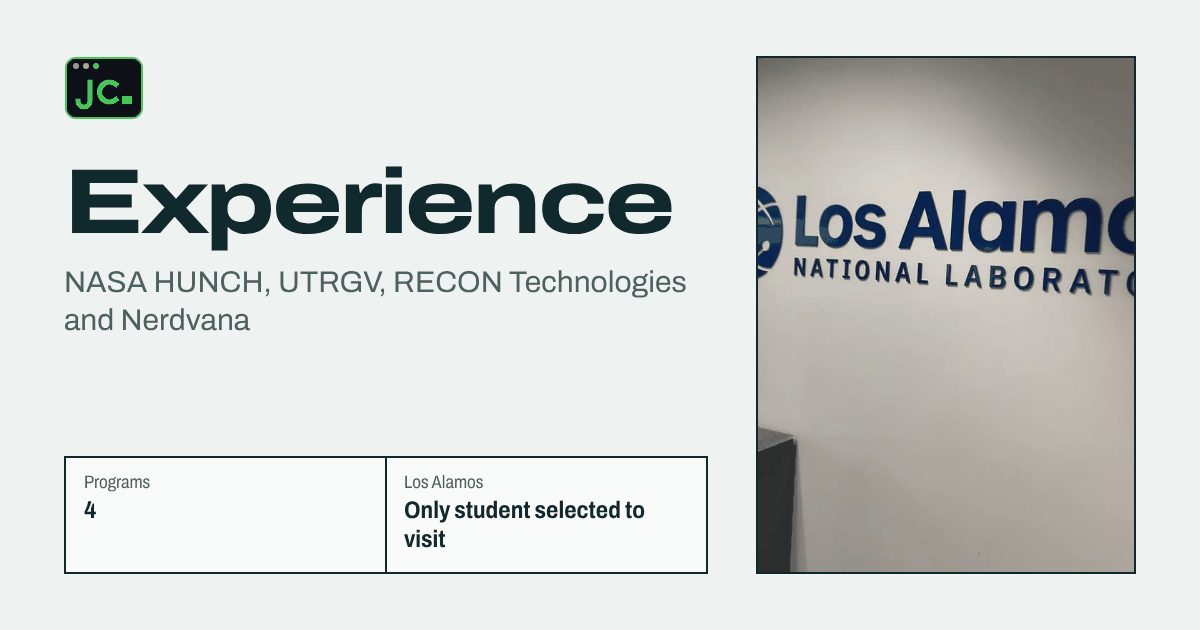 JC.
Experience
NASA HUNCH, UTRGV, RECON Technologies
and Nerdvana
Programs
4
Los Alamos
Only student selected to
visit
Los Alamo
NATIONAL LABORATO